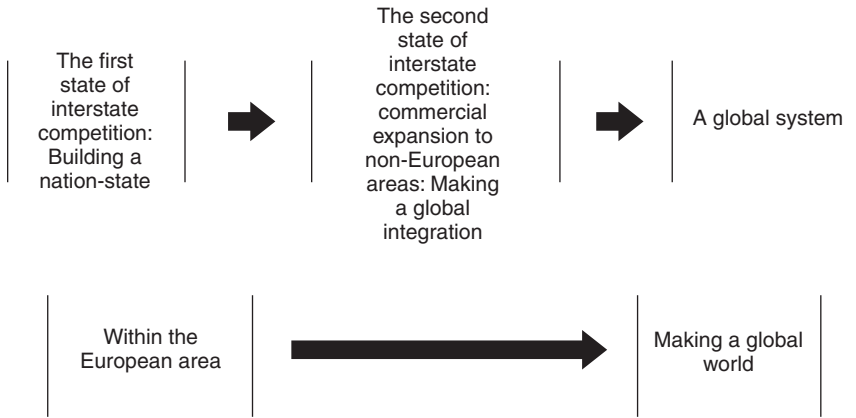 The first
state of
interstate
competition:
Building a
nation-state
The second
state of
interstate
competition:
commercial
expansion to
non-European
areas: Making
a global
integration
A global system
Within the
European area
Making a global
world